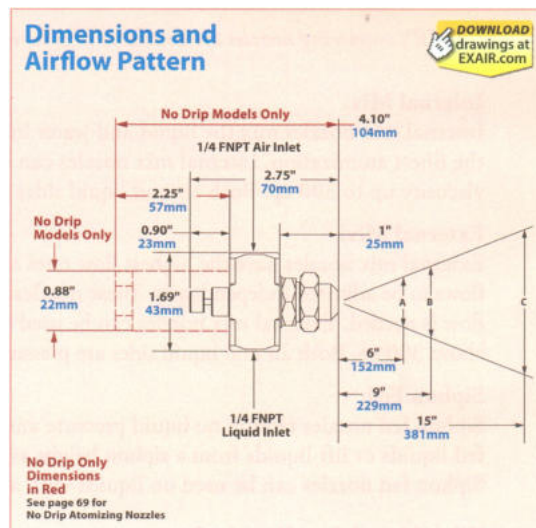 Dimensions and
Airflow Pattern
DOWNLOAD
drawings at
EXAIR.com
No Drip Models Only
4.10"
104mm
1/4 FNPT Air Inlet
2.75"
70mm
2.25"
57mm
0.90"
23mm
1"
25mm
No Drip
Models Only
0.88"
22mm
1.69"
43mm
A
B
C
6"
152mm
9"
229mm
1/4 FNPT
Liquid Inlet
15"
381mm
No Drip Only
Dimensions
in Red
See page 69 for
No Drip Atomizing Nozzles